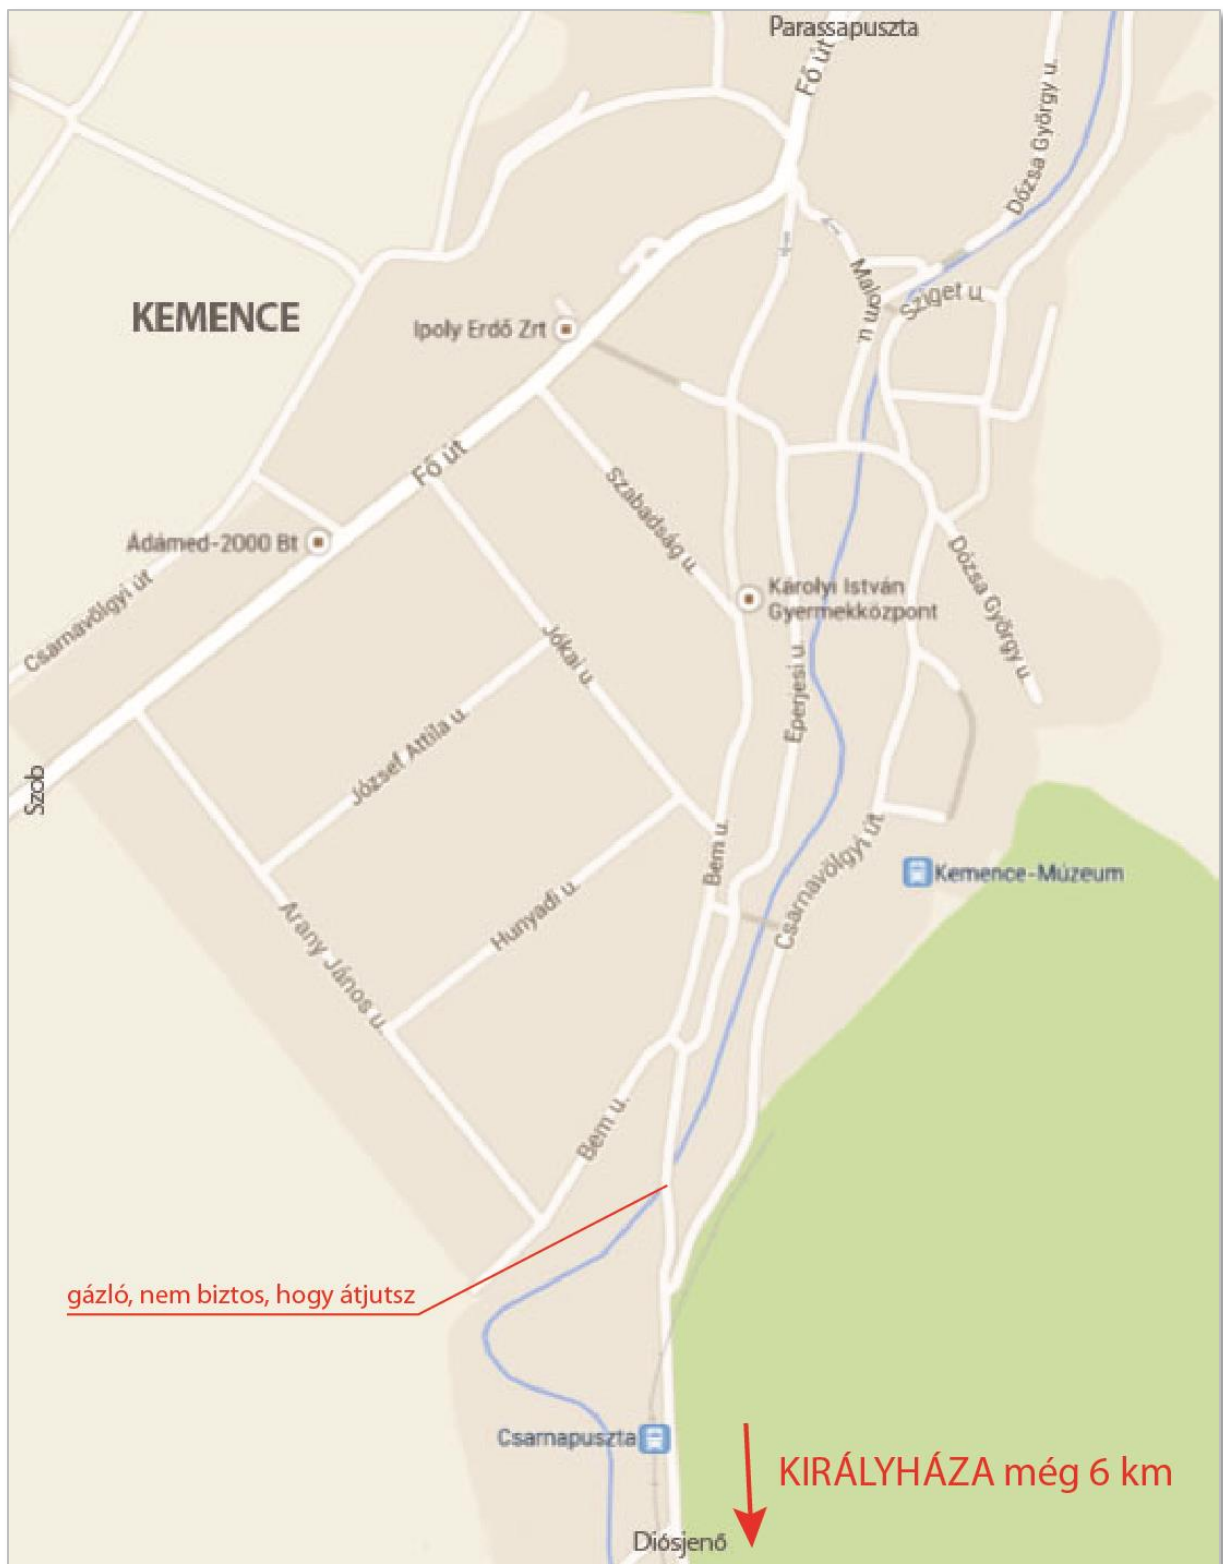 Parassapuszta
Fő út
Dózsa György u.
KEMENCE
Ipoly Erdő Zrt
Malom u.
Sziget u.
Fő út
Szabadság u.
Ádámed-2000 Bt
Csarnavölgyi út
Károlyi István
Gyermekközpont
Dózsa György u.
Jókai u.
Eperjesi u.
József Attila u.
Szob
Bem u.
Csarnavölgyi út
Kemence-Múzeum
Hunyadi u.
Arany János u.
Bem u.
gázló, nem biztos, hogy átjutsz
Csarnapuszta
KIRÁLYHÁZA még 6 km
Diósjenő